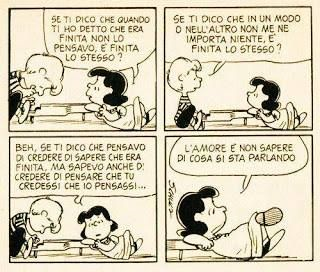 SE TI DICO CHE QUANDO
TI HO DETTO CHE ERA
FINITA NON LO
PENSAVO, E' FINITA
LO STESSO?
SE TI DICO CHE IN UN MODO
O NELL'ALTRO NON ME NE
IMPORTA NIENTE, E'
FINITA LO STESSO?
BEH, SE TI DICO CHE PENSAVO
DI CREDERE DI SAPERE CHE ERA
FINITA, MA SAPEVO ANCHE DI
CREDERE DI PENSARE CHE TU
CREDESSI CHE IO PENSASSI...
L'AMORE E' NON SAPERE
DI COSA SI STA PARLANDO